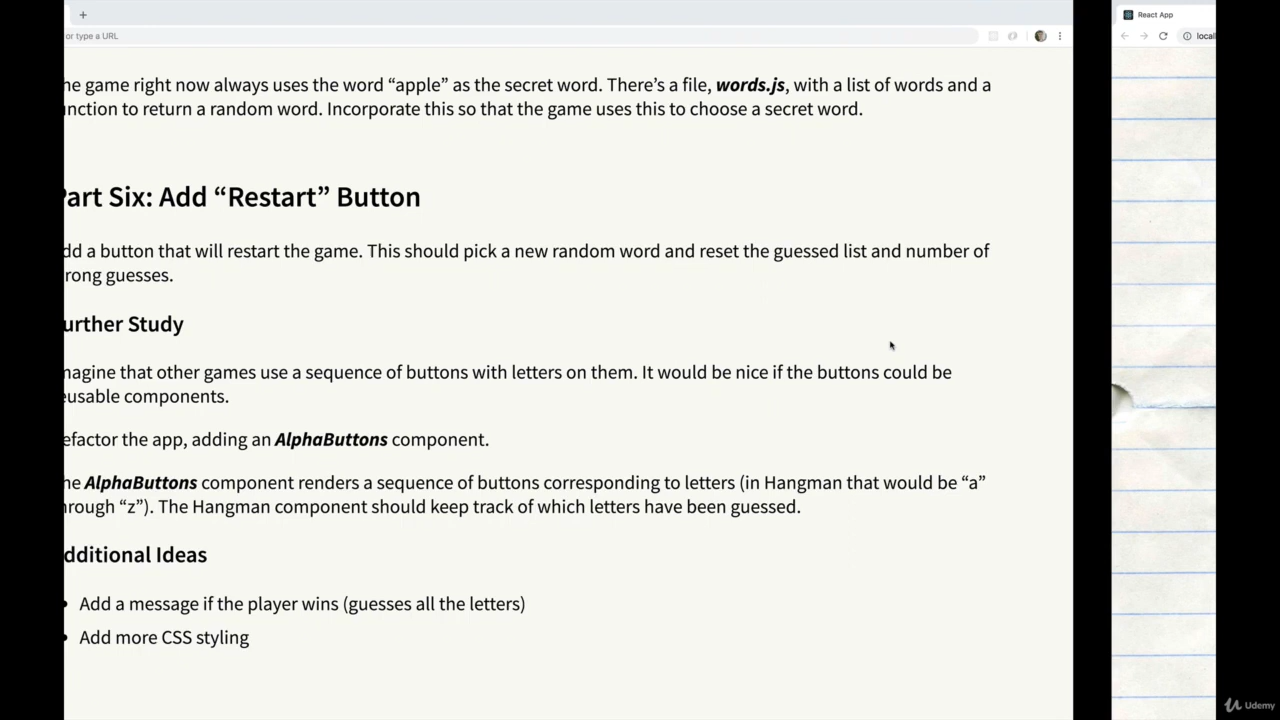 or type a URL
React App
locall
he game right now always uses the word “apple” as the secret word. There’s a file, words.js, with a list of words and a
unction to return a random word. Incorporate this so that the game uses this to choose a secret word.
Part Six: Add “Restart” Button
dd a button that will restart the game. This should pick a new random word and reset the guessed list and number of
rong guesses.
urther Study
magine that other games use a sequence of buttons with letters on them. It would be nice if the buttons could be
eusable components.
efactor the app, adding an AlphaButtons component.
he AlphaButtons component renders a sequence of buttons corresponding to letters (in Hangman that would be “a”
hrough “z”). The Hangman component should keep track of which letters have been guessed.
dditional Ideas
• Add a message if the player wins (guesses all the letters)
• Add more CSS styling
Udemy